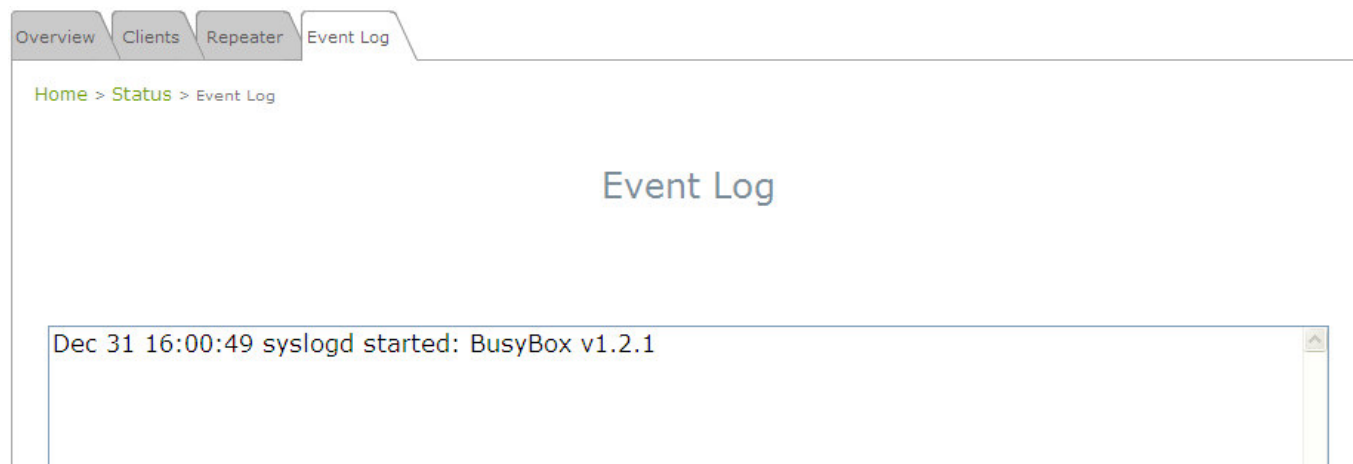 Overview Clients Repeater Event Log
Home > Status > Event Log
Event Log
Dec 31 16:00:49 syslogd started: BusyBox v1.2.1